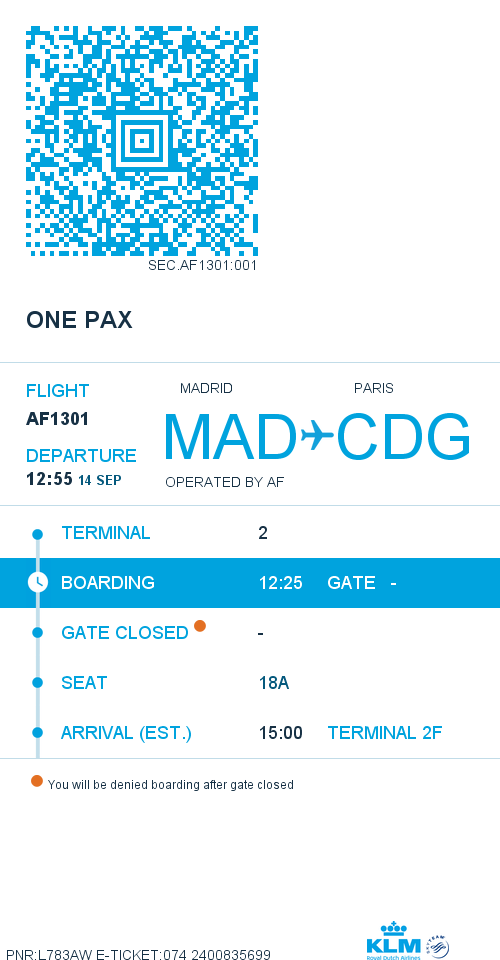 SEC.AF1301:001
ONE PAX
FLIGHT
AF1301
DEPARTURE
12:55 14 SEP
MADRID PARIS
MAD CDG
OPERATED BY AF
TERMINAL 2
BOARDING 12:25 GATE -
GATE CLOSED -
SEAT 18A
ARRIVAL (EST.) 15:00 TERMINAL 2F
You will be denied boarding after gate closed
PNR:L783AW E-TICKET:074 2400835699
KLM
Royal Dutch Airlines